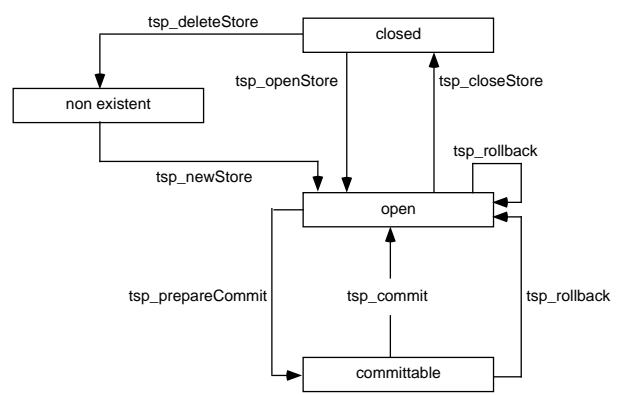 tsp_deleteStore
closed
tsp_openStore
tsp_closeStore
non existent
tsp_rollback
tsp_newStore
open
tsp_prepareCommit
tsp_commit
tsp_rollback
committable